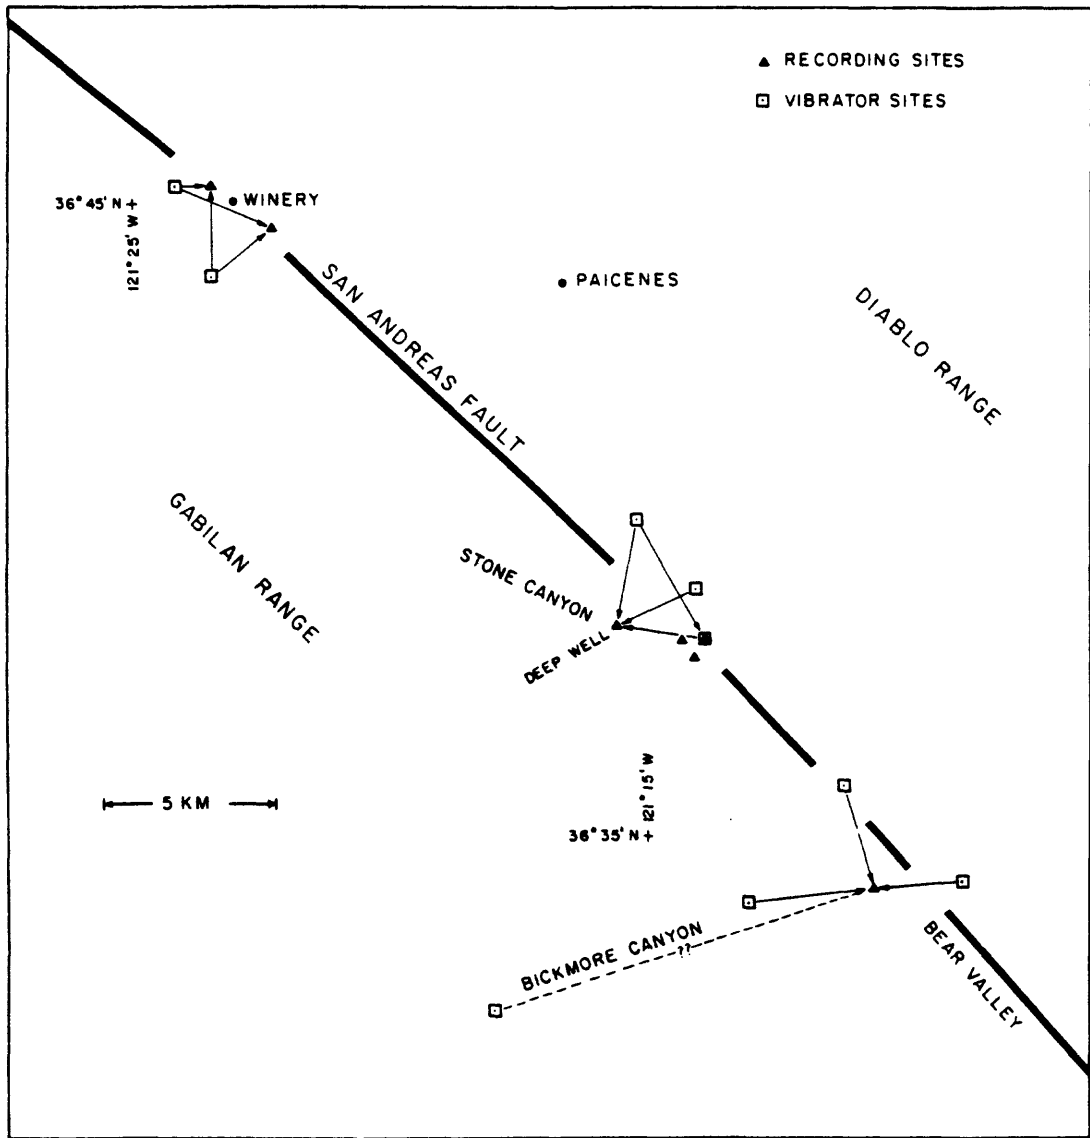 RECORDING SITES
VIBRATOR SITES
36° 45' N +
121° 25' W
WINERY
PAICENES
SAN ANDREAS FAULT
DIABLO RANGE
GABILAN RANGE
STONE CANYON
DEEP WELL
5 KM
121° 15' W
36° 35' N +
BICKMORE CANYON
??
BEAR VALLEY